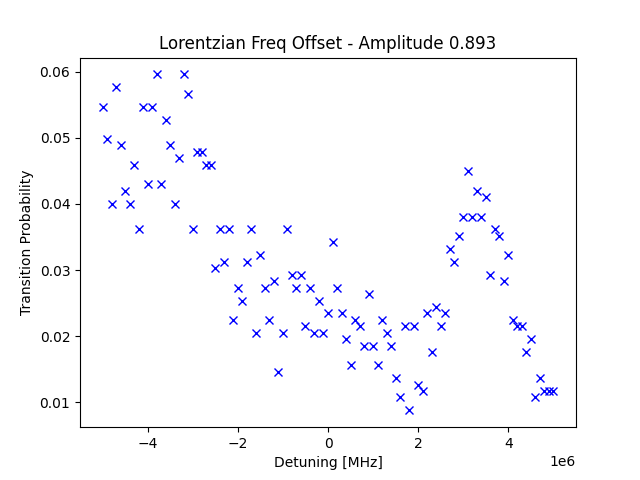 Lorentzian Freq Offset - Amplitude 0.893
Transition Probability
0.06
0.05
0.04
0.03
0.02
0.01
−4
−2
0
2
4
1e6
Detuning [MHz]